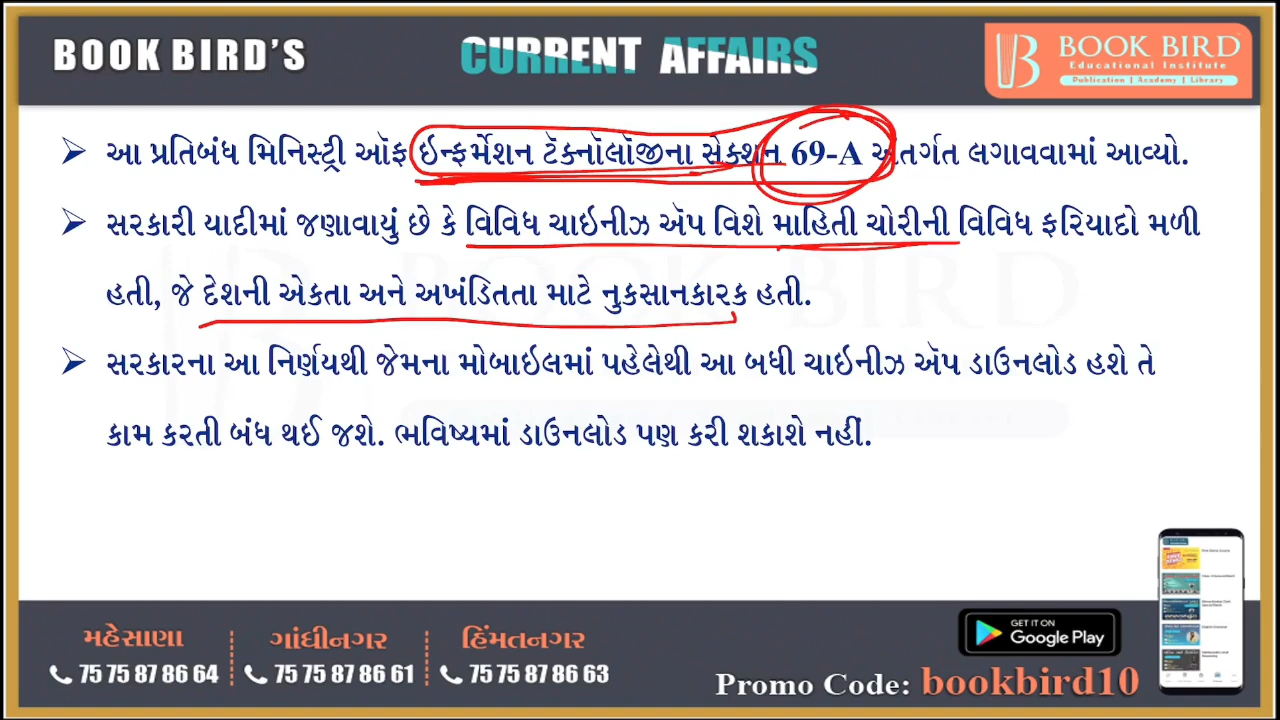 BOOK BIRD'S
CURRENT AFFAIRS
BOOK BIRD
Educational Institute
Publication | Academy | Library
આ પ્રતિબંધ મિનિસ્ટ્રી ઑફ ઇન્ફર્મેશન ટૅક્નૉલૉજીના સેક્શન 69-A અંતર્ગત લગાવવામાં આવ્યો.
સરકારી યાદીમાં જણાવાયું છે કે વિવિધ ચાઇનીઝ ઍપ વિશે માહિતી ચોરીની વિવિધ ફરિયાદો મળી
હતી, જે દેશની એકતા અને અખંડિતતા માટે નુકસાનકારક હતી.
સરકારના આ નિર્ણયથી જેમના મોબાઇલમાં પહેલેથી આ બધી ચાઇનીઝ ઍપ ડાઉનલોડ હશે તે
કામ કરતી બંધ થઈ જશે. ભવિષ્યમાં ડાઉનલોડ પણ કરી શકાશે નહીં.
મહેસાણા
75 75 87 86 64
ગાંધીનગર
75 75 87 86 61
હિંમતનગર
75 75 87 86 63
GET IT ON
Google Play
Promo Code: bookbird10